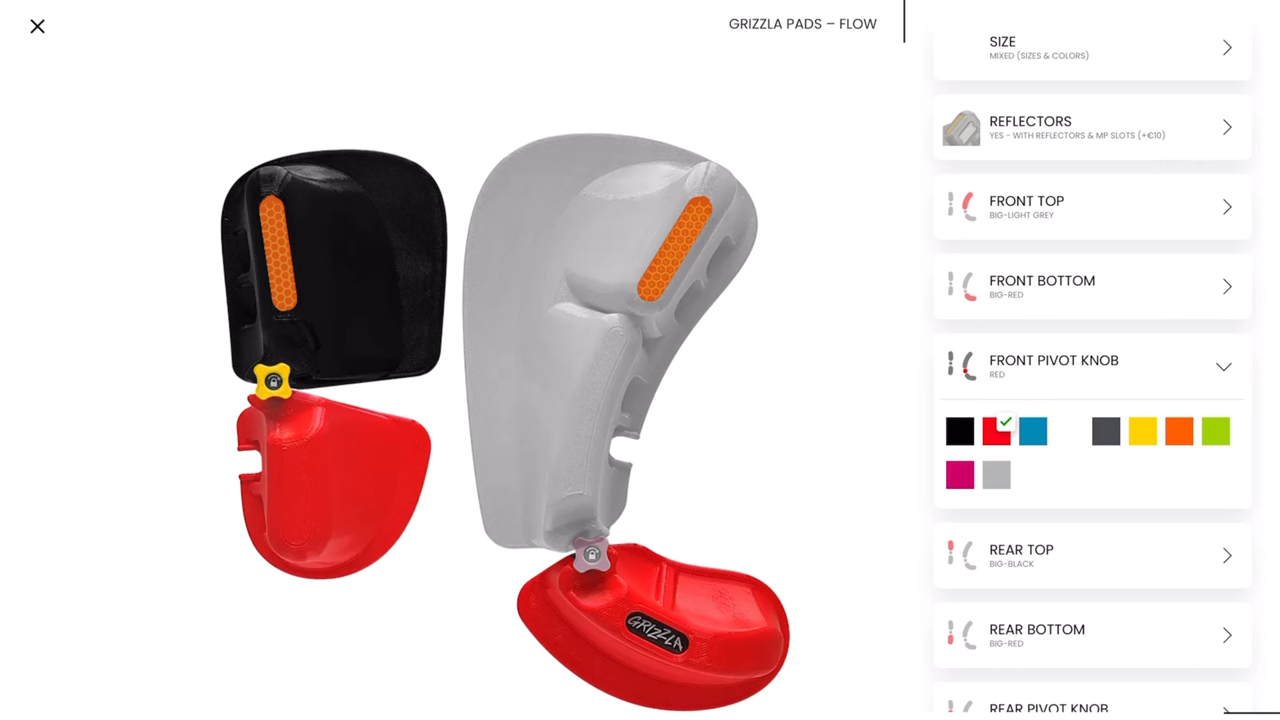 GRIZZLA PADS – FLOW
SIZE
MIXED (SIZES & COLORS)
REFLECTORS
YES - WITH REFLECTORS & MP SLOTS (+€10)
FRONT TOP
BIG-LIGHT GREY
FRONT BOTTOM
BIG-RED
FRONT PIVOT KNOB
RED
REAR TOP
BIG-BLACK
REAR BOTTOM
BIG-RED
REAR PIVOT KNOB
GRIZZLA